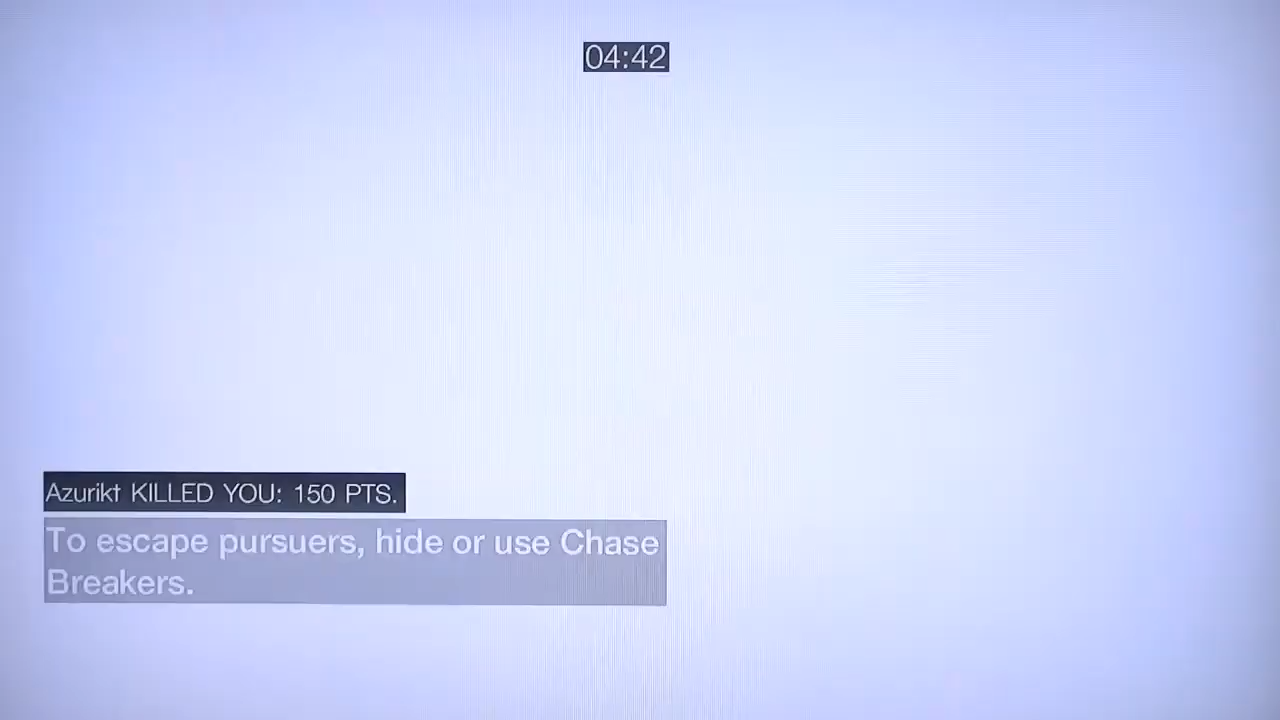 04:42
Azurikt KILLED YOU: 150 PTS.
To escape pursuers, hide or use Chase
Breakers.